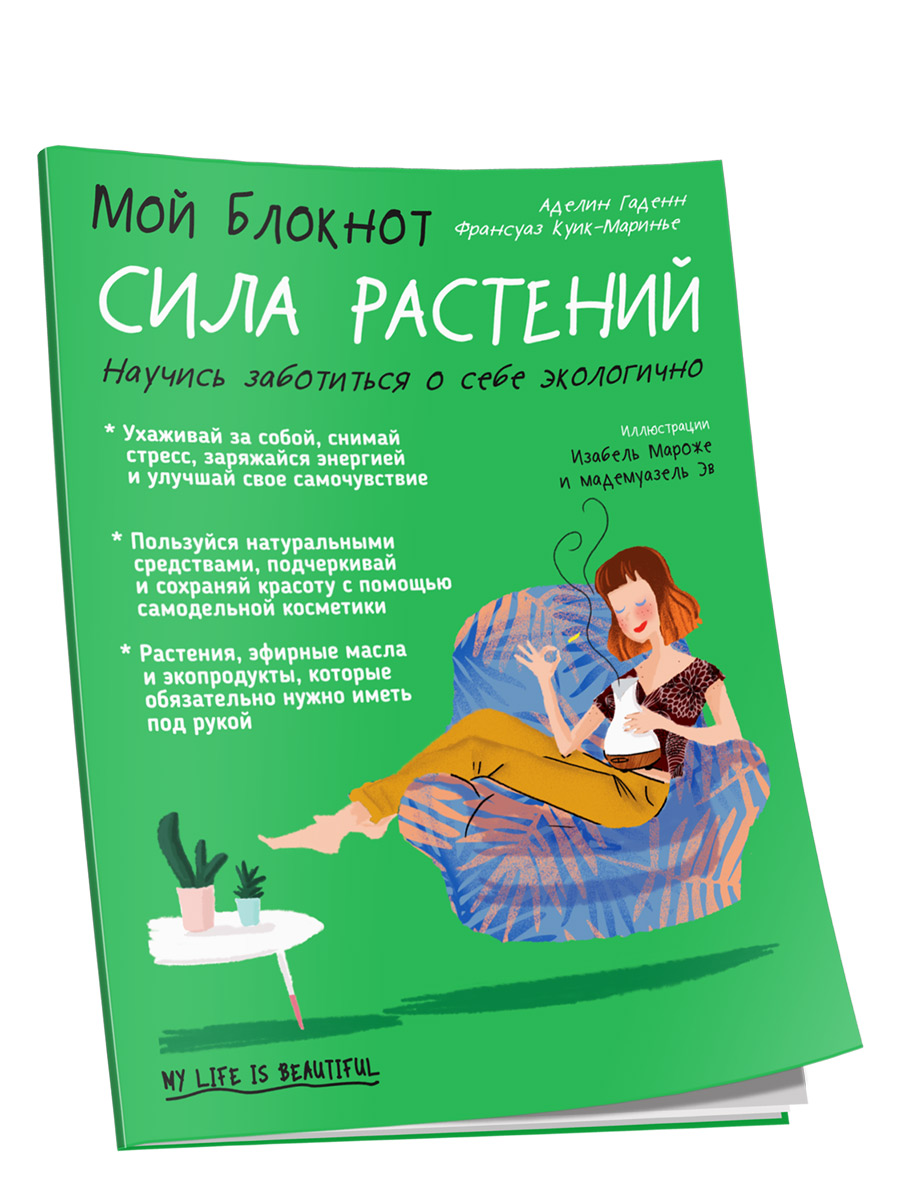 Мой блокнот
Аделин Гаденн
Франсуаз Куик-Маринье
СИЛА РАСТЕНИЙ
Научись заботиться о себе экологично
* Ухаживай за собой, снимай
стресс, заряжайся энергией
и улучшай свое самочувствие
Иллюстрации
Изабель Мароже
и мадемуазель Эв
* Пользуйся натуральными
средствами, подчеркивай
и сохраняй красоту с помощью
самодельной косметики
* Растения, эфирные масла
и экопродукты, которые
обязательно нужно иметь
под рукой
MY LIFE IS BEAUTIFUL